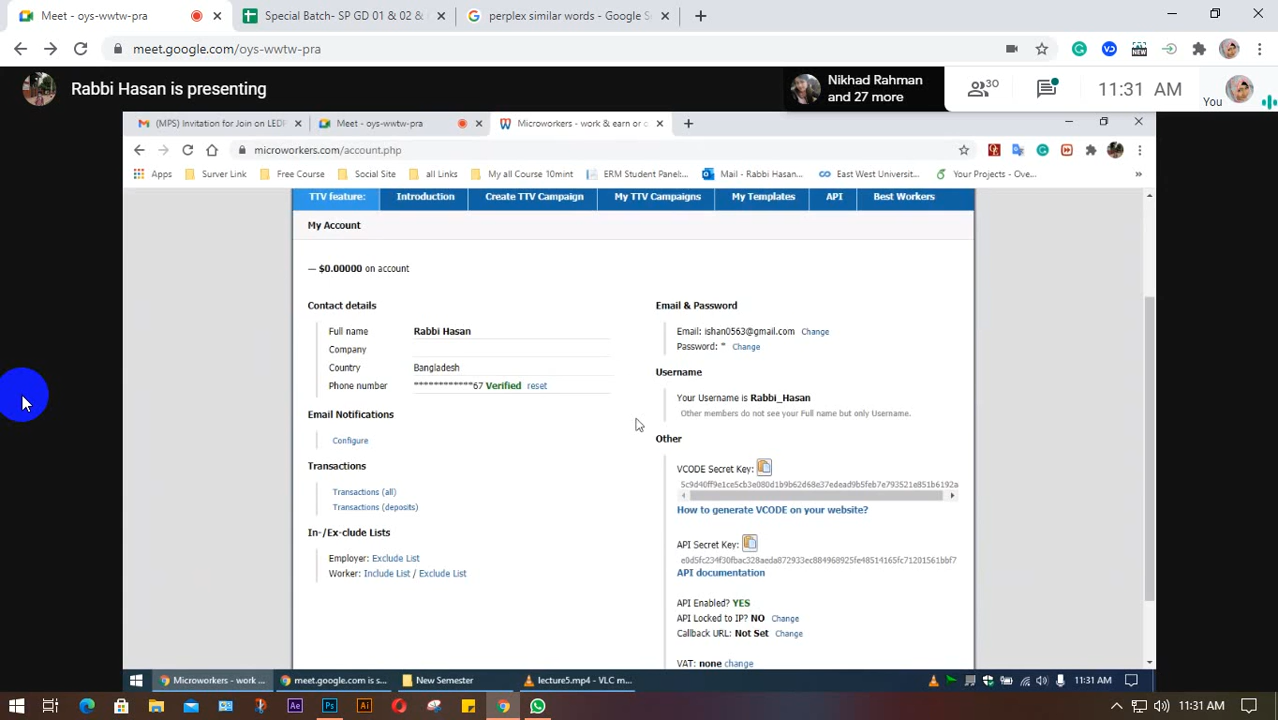 Meet - oys-wwtw-pra
Special Batch- SP GD 01 & 02 &
perplex similar words - Google Se
meet.google.com/oys-wwtw-pra
Rabbi Hasan is presenting
Nikhad Rahman
and 27 more
30
11:31 AM
You
(MPS) Invitation for Join on LEDP
Meet - oys-wwtw-pra
Microworkers - work & earn or c
microworkers.com/account.php
Apps
Surver Link
Free Course
Social Site
all Links
My all Course 10mint
ERM Student Panel...
Mail - Rabbi Hasan...
East West Universit...
Your Projects - Ove...
TTV feature:
Introduction
Create TTV Campaign
My TTV Campaigns
My Templates
API
Best Workers
My Account
— $0.00000 on account
Contact details
Full name Rabbi Hasan
Company
Country Bangladesh
Phone number ************67 Verified reset
Email Notifications
Configure
Transactions
Transactions (all)
Transactions (deposits)
In-/Ex-clude Lists
Employer: Exclude List
Worker: Include List / Exclude List
Email & Password
Email: ishan0563@gmail.com Change
Password: * Change
Username
Your Username is Rabbi_Hasan
Other members do not see your Full name but only Username.
Other
VCODE Secret Key:
How to generate VCODE on your website?
API Secret Key:
API documentation
API Enabled? YES
API Locked to IP? NO Change
Callback URL: Not Set Change
VAT: none change
Microworkers - work ...
meet.google.com is s...
New Semester
lecture5.mp4 - VLC m...
11:31 AM
11:31 AM